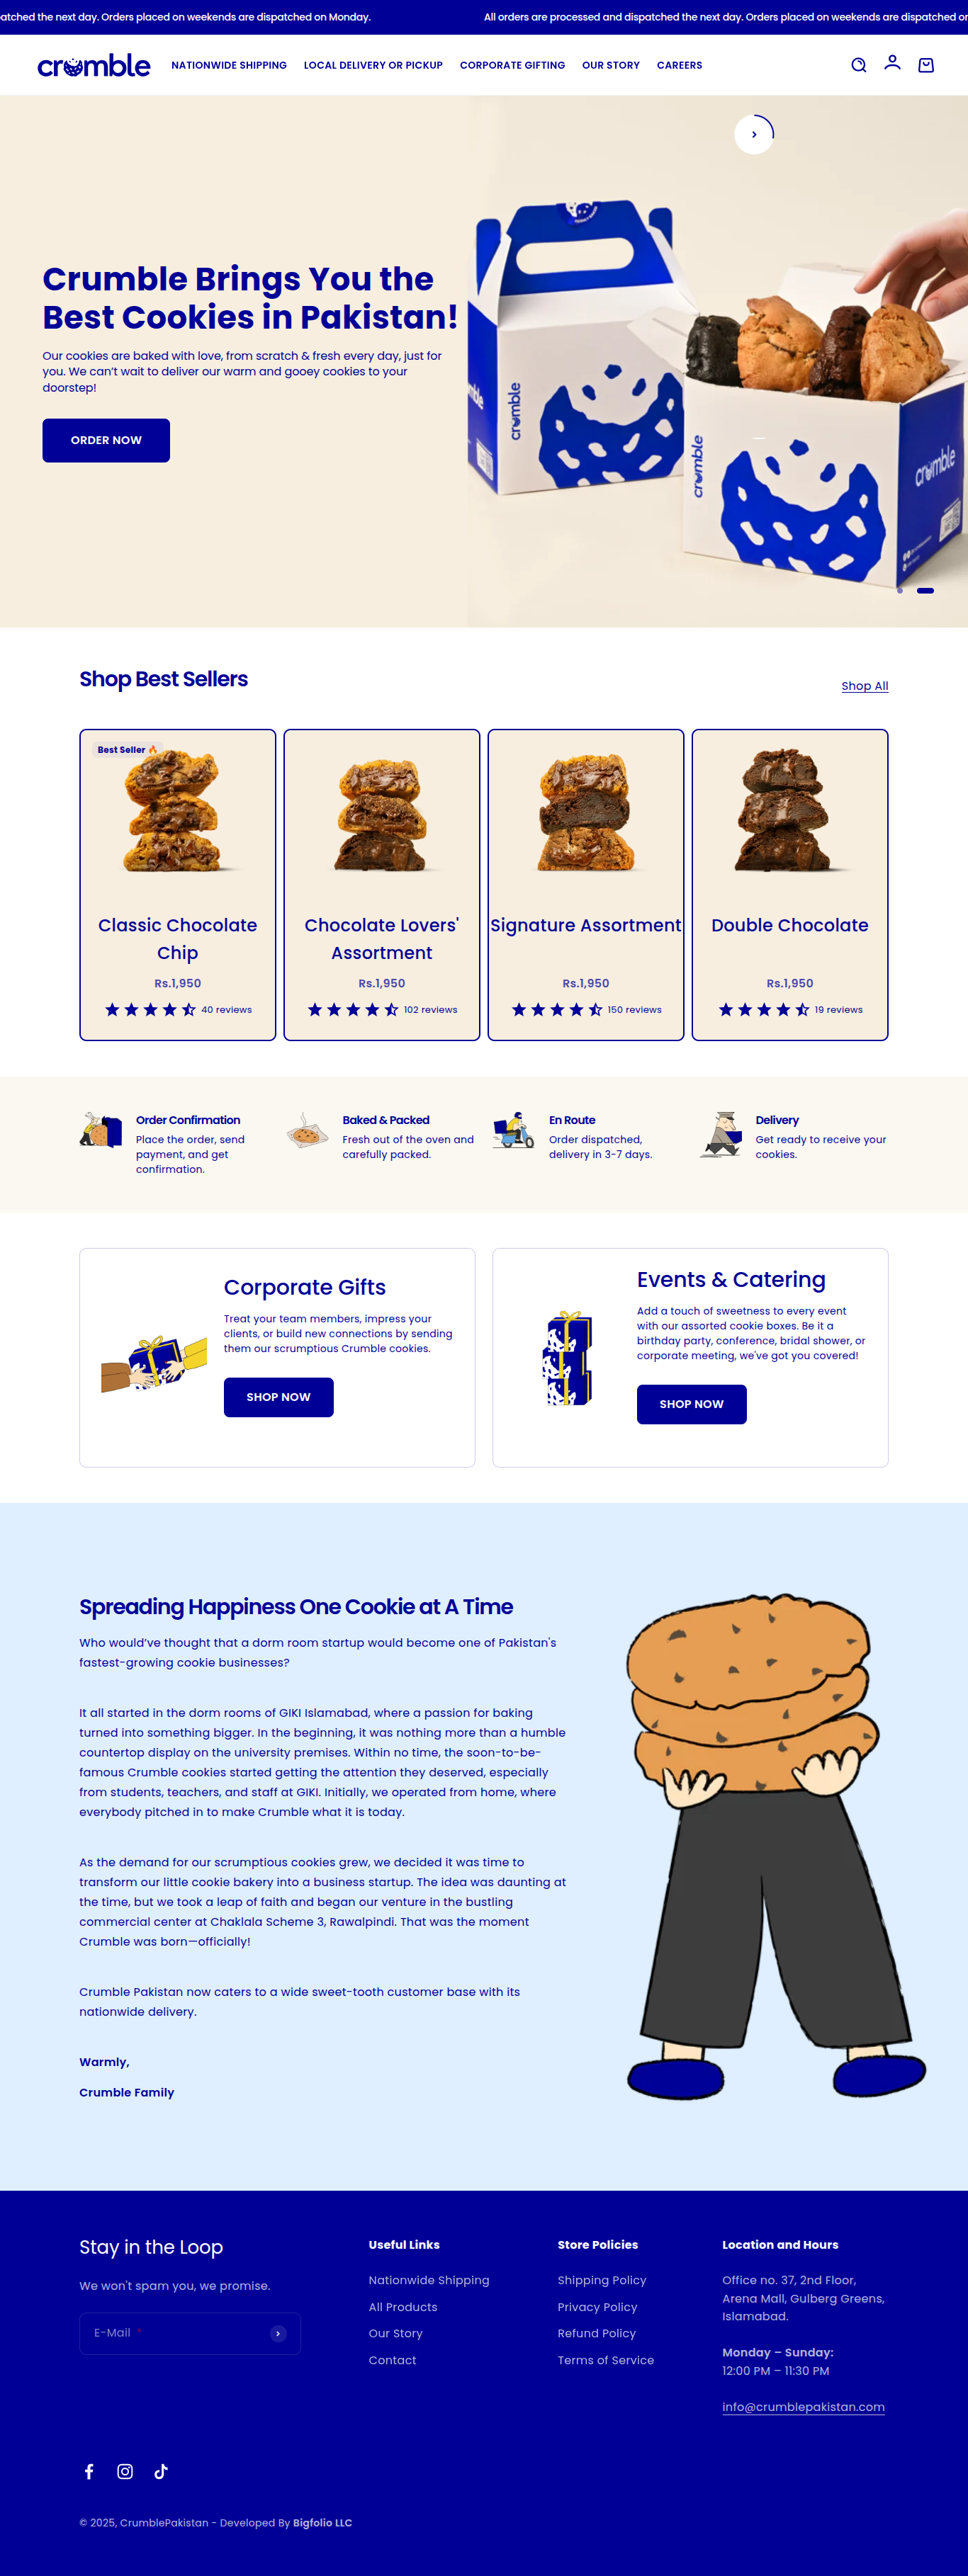 atched the next day. Orders placed on weekends are dispatched on Monday.
All orders are processed and dispatched the next day. Orders placed on weekends are dispatched or
crumble
NATIONWIDE SHIPPING
LOCAL DELIVERY OR PICKUP
CORPORATE GIFTING
OUR STORY
CAREERS
Crumble Brings You the
Best Cookies in Pakistan!
Our cookies are baked with love, from scratch & fresh every day, just for
you. We can’t wait to deliver our warm and gooey cookies to your
doorstep!
ORDER NOW
crumble
crumble
crumble
Shop Best Sellers
Shop All
Best Seller 🔥
Classic Chocolate
Chip
Rs.1,950
40 reviews
Chocolate Lovers'
Assortment
Rs.1,950
102 reviews
Signature Assortment
Rs.1,950
150 reviews
Double Chocolate
Rs.1,950
19 reviews
Order Confirmation
Place the order, send
payment, and get
confirmation.
Baked & Packed
Fresh out of the oven and
carefully packed.
En Route
Order dispatched,
delivery in 3-7 days.
Delivery
Get ready to receive your
cookies.
Corporate Gifts
Treat your team members, impress your
clients, or build new connections by sending
them our scrumptious Crumble cookies.
SHOP NOW
Events & Catering
Add a touch of sweetness to every event
with our assorted cookie boxes. Be it a
birthday party, conference, bridal shower, or
corporate meeting, we've got you covered!
SHOP NOW
Spreading Happiness One Cookie at A Time
Who would’ve thought that a dorm room startup would become one of Pakistan's
fastest-growing cookie businesses?
It all started in the dorm rooms of GIKI Islamabad, where a passion for baking
turned into something bigger. In the beginning, it was nothing more than a humble
countertop display on the university premises. Within no time, the soon-to-be-
famous Crumble cookies started getting the attention they deserved, especially
from students, teachers, and staff at GIKI. Initially, we operated from home, where
everybody pitched in to make Crumble what it is today.
As the demand for our scrumptious cookies grew, we decided it was time to
transform our little cookie bakery into a business startup. The idea was daunting at
the time, but we took a leap of faith and began our venture in the bustling
commercial center at Chaklala Scheme 3, Rawalpindi. That was the moment
Crumble was born—officially!
Crumble Pakistan now caters to a wide sweet-tooth customer base with its
nationwide delivery.
Warmly,
Crumble Family
Stay in the Loop
We won't spam you, we promise.
E-Mail *
Useful Links
Nationwide Shipping
All Products
Our Story
Contact
Store Policies
Shipping Policy
Privacy Policy
Refund Policy
Terms of Service
Location and Hours
Office no. 37, 2nd Floor,
Arena Mall, Gulberg Greens,
Islamabad.
Monday – Sunday:
12:00 PM – 11:30 PM
info@crumblepakistan.com
© 2025, CrumblePakistan - Developed By Bigfolio LLC